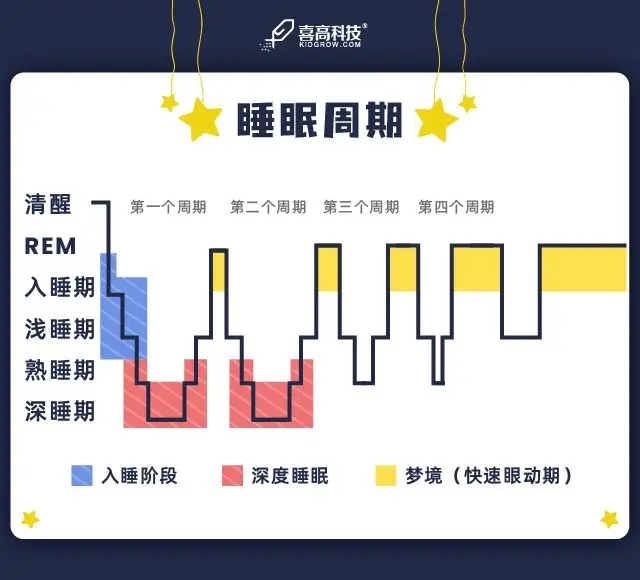 喜高科技®
KIDGROW.COM
睡眠周期
清醒
第一个周期 第二个周期 第三个周期 第四个周期
REM
入睡期
浅睡期
熟睡期
深睡期
入睡阶段 深度睡眠 梦境（快速眼动期）